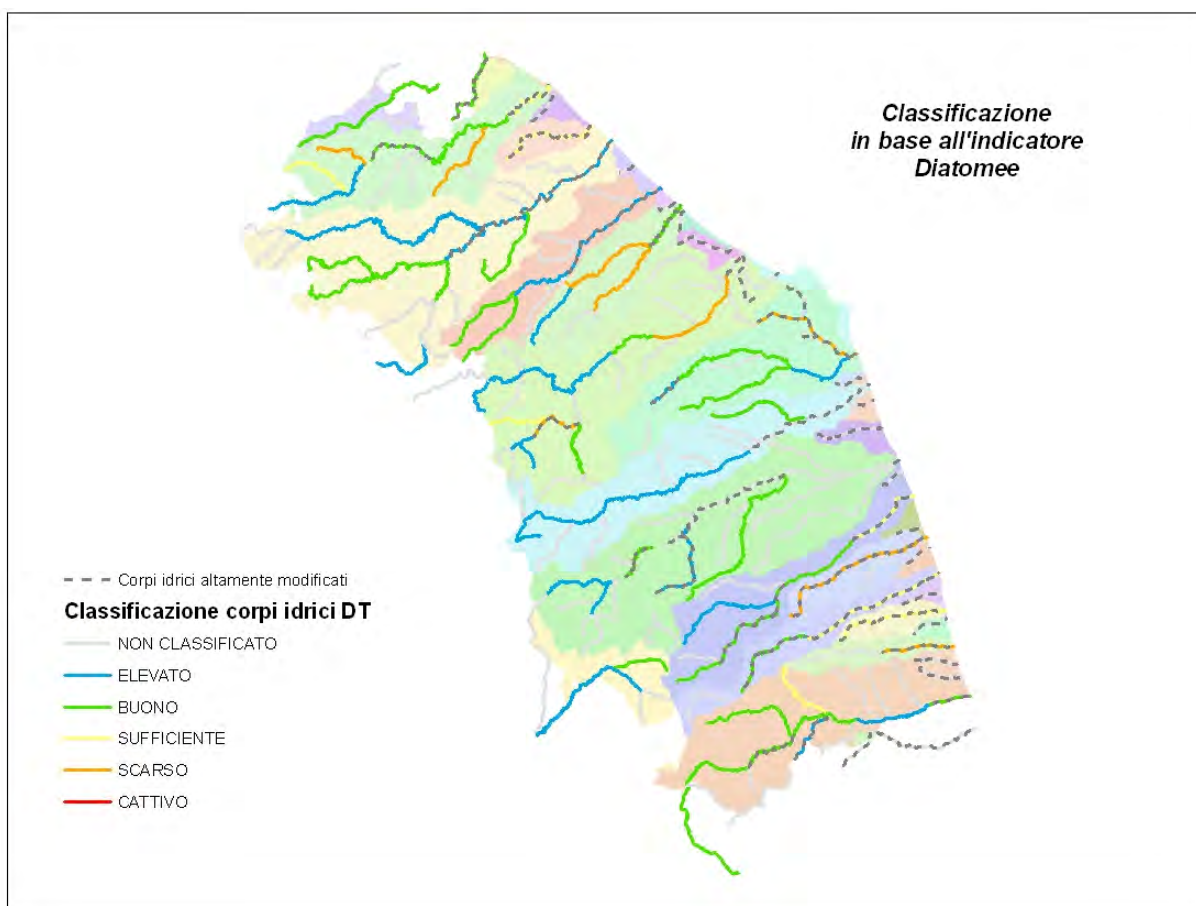 Classificazione
in base all'indicatore
Diatomee
Corpi idrici altamente modificati
Classificazione corpi idrici DT
NON CLASSIFICATO
ELEVATO
BUONO
SUFFICIENTE
SCARSO
CATTIVO